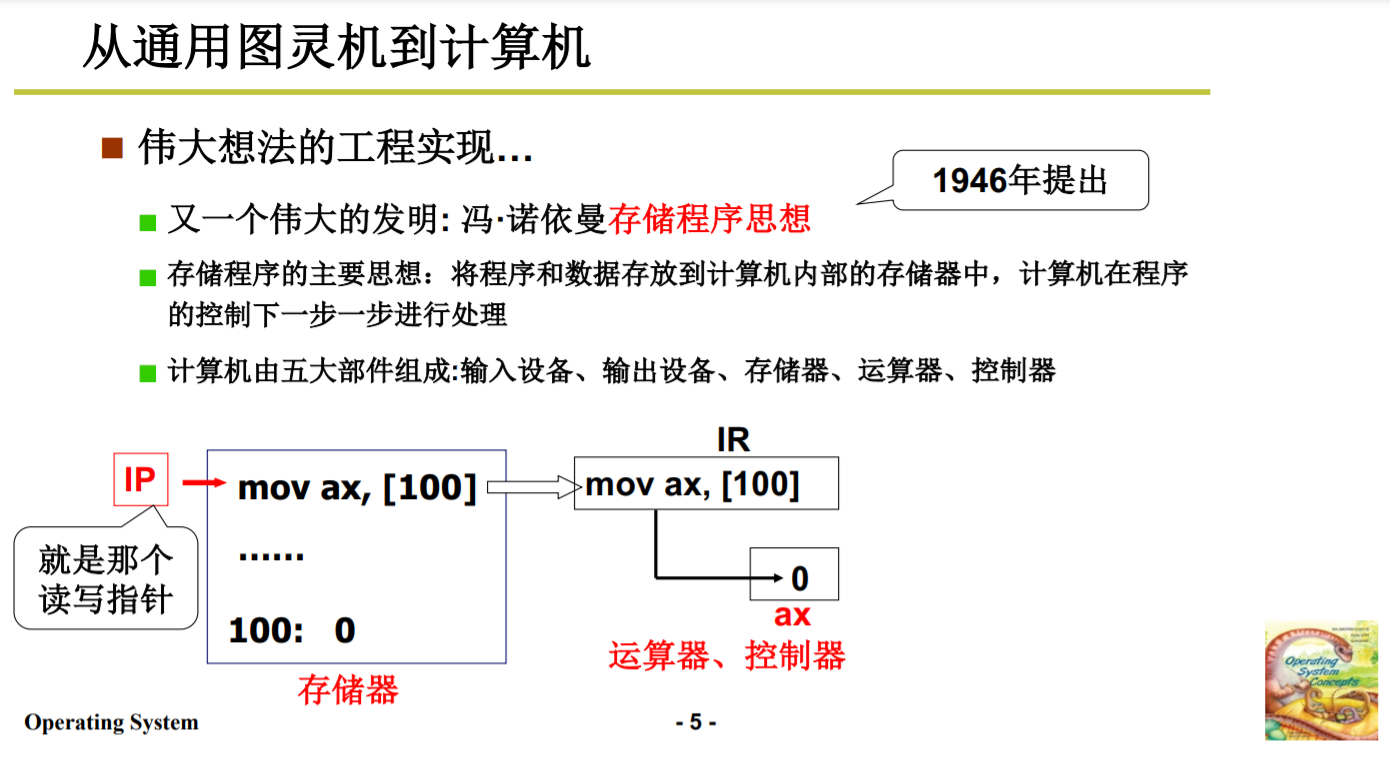 从通用图灵机到计算机
伟大想法的工程实现…
1946年提出
又一个伟大的发明: 冯·诺依曼存储程序思想
存储程序的主要思想：将程序和数据存放到计算机内部的存储器中，计算机在程序
的控制下一步一步进行处理
计算机由五大部件组成:输入设备、输出设备、存储器、运算器、控制器
IR
IP
mov ax, [100]
mov ax, [100]
就是那个
读写指针
……
0
ax
100: 0
运算器、控制器
存储器
Operating
System
Concepts
Operating System
- 5 -